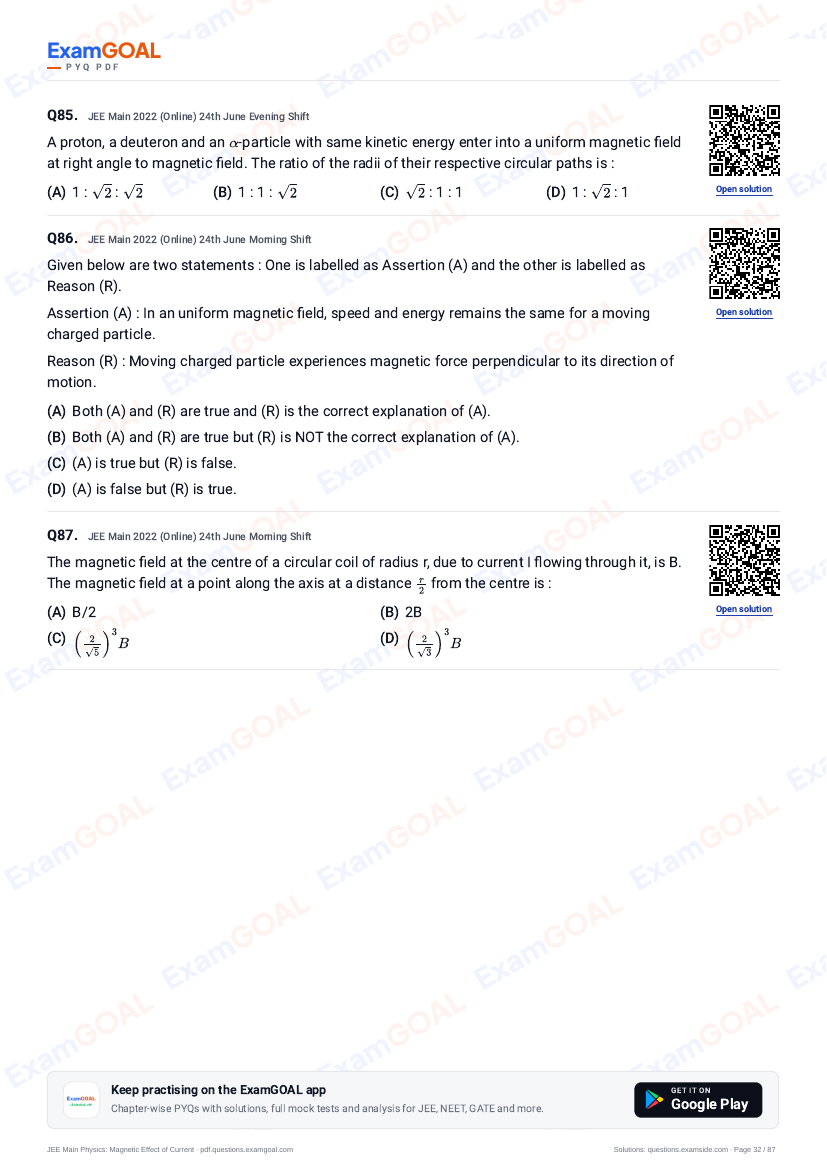 ExamGOAL
PYQ PDF
Q85. JEE Main 2022 (Online) 24th June Evening Shift
A proton, a deuteron and an α-particle with same kinetic energy enter into a uniform magnetic field
at right angle to magnetic field. The ratio of the radii of their respective circular paths is :
(A) 1 : √2 : √2 (B) 1 : 1 : √2 (C) √2 : 1 : 1 (D) 1 : √2 : 1
Open solution
Q86. JEE Main 2022 (Online) 24th June Morning Shift
Given below are two statements : One is labelled as Assertion (A) and the other is labelled as
Reason (R).
Assertion (A) : In an uniform magnetic field, speed and energy remains the same for a moving
charged particle.
Reason (R) : Moving charged particle experiences magnetic force perpendicular to its direction of
motion.
(A) Both (A) and (R) are true and (R) is the correct explanation of (A).
(B) Both (A) and (R) are true but (R) is NOT the correct explanation of (A).
(C) (A) is true but (R) is false.
(D) (A) is false but (R) is true.
Open solution
Q87. JEE Main 2022 (Online) 24th June Morning Shift
The magnetic field at the centre of a circular coil of radius r, due to current I flowing through it, is B.
The magnetic field at a point along the axis at a distance r/2 from the centre is :
(A) B/2 (B) 2B
(C) (2/√5)³ B (D) (2/√3)³ B
Open solution
ExamGOAL
Keep practising on the ExamGOAL app
Chapter-wise PYQs with solutions, full mock tests and analysis for JEE, NEET, GATE and more.
GET IT ON
Google Play
JEE Main Physics: Magnetic Effect of Current · pdf.questions.examgoal.com
Solutions: questions.examside.com · Page 32 / 87